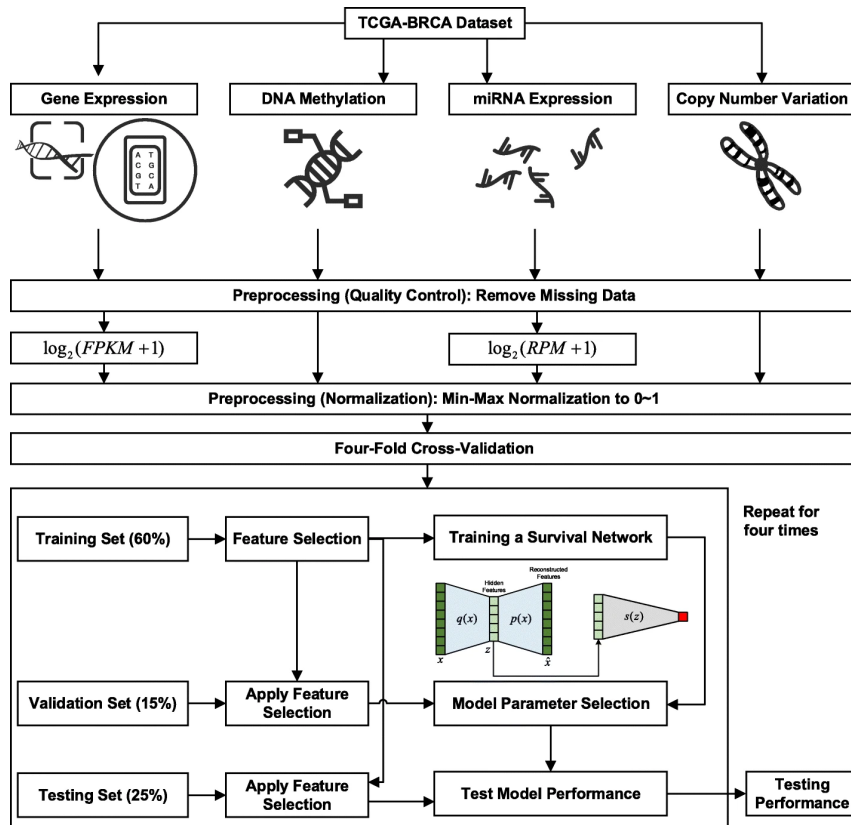 TCGA-BRCA Dataset
Gene Expression
DNA Methylation
miRNA Expression
Copy Number Variation
A T
C G
G C
T A
Preprocessing (Quality Control): Remove Missing Data
log₂(FPKM +1)
log₂(RPM +1)
Preprocessing (Normalization): Min-Max Normalization to 0~1
Four-Fold Cross-Validation
Repeat for
four times
Training Set (60%)
Feature Selection
Training a Survival Network
Hidden
Features
Reconstructed
Features
q(x)
p(x)
s(z)
x
z
x̂
Validation Set (15%)
Apply Feature
Selection
Model Parameter Selection
Testing Set (25%)
Apply Feature
Selection
Test Model Performance
Testing
Performance